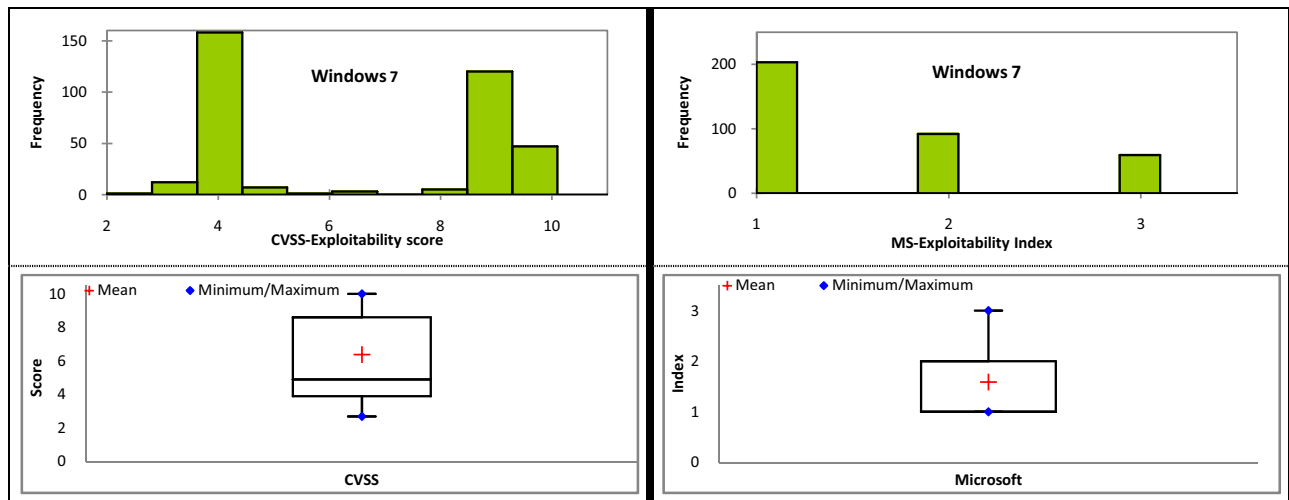 150
100
50
0
Frequency
Windows 7
2 4 6 8 10
CVSS-Exploitability score
200
100
0
Frequency
Windows 7
1 2 3
MS-Exploitability Index
Mean Minimum/Maximum
10
8
6
4
2
0
Score
CVSS
Mean Minimum/Maximum
3
2
1
0
Index
Microsoft